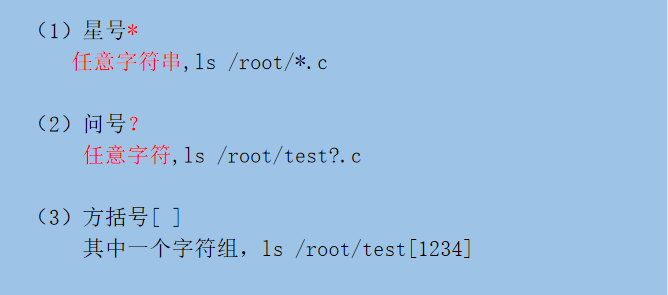 （1）星号*
任意字符串,ls /root/*.c
（2）问号?
任意字符,ls /root/test?.c
（3）方括号[ ]
其中一个字符组，ls /root/test[1234]